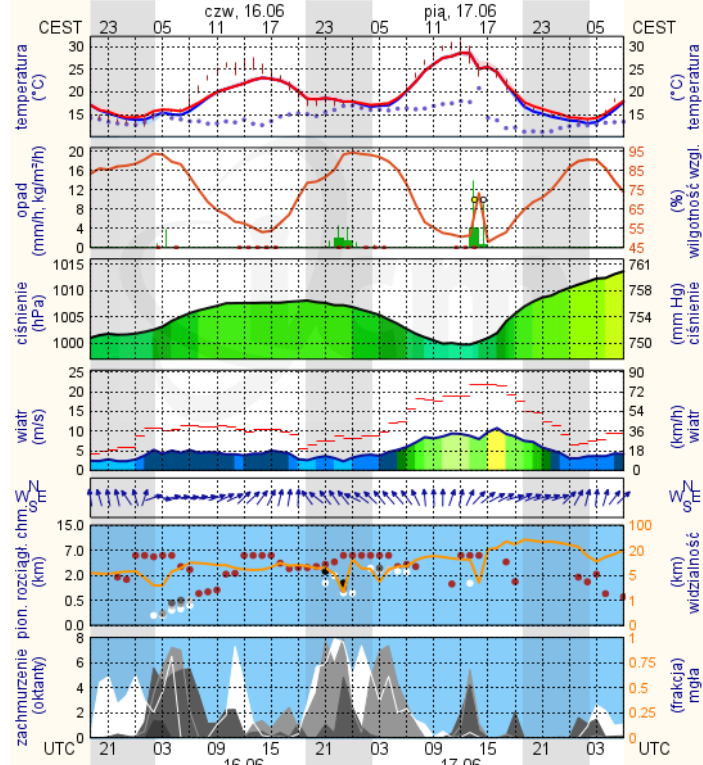 czw, 16.06 pią, 17.06
CEST 23 05 11 17 23 05 11 17 23 05 CEST
temperatura (°C)
30 30
25 25
20 20
15 15
temperatura (°C)
opad (mm/h, kg/m²/h)
20 95
16 85
12 75
8 65
4 55
0 45
(%) wilgotność wzgl.
ciśnienie (hPa)
1015 761
1010 758
1005 754
1000 750
(mm Hg) ciśnienie
wiatr (m/s)
25 90
20 72
15 54
10 36
5 18
0 0
(km/h) wiatr
N W E S N W E S
pion. rozciągł. chm. (km)
15.0 100
7.0 20
2.0 5
0.5 1
0.0 0
(km) widzialność
zachmurzenie (oktanty)
8 1
6 0.75
4 0.5
2 0.25
0 0
(frakcja) mgła
UTC 21 03 09 15 21 03 09 15 21 03 UTC
16.06 17.06